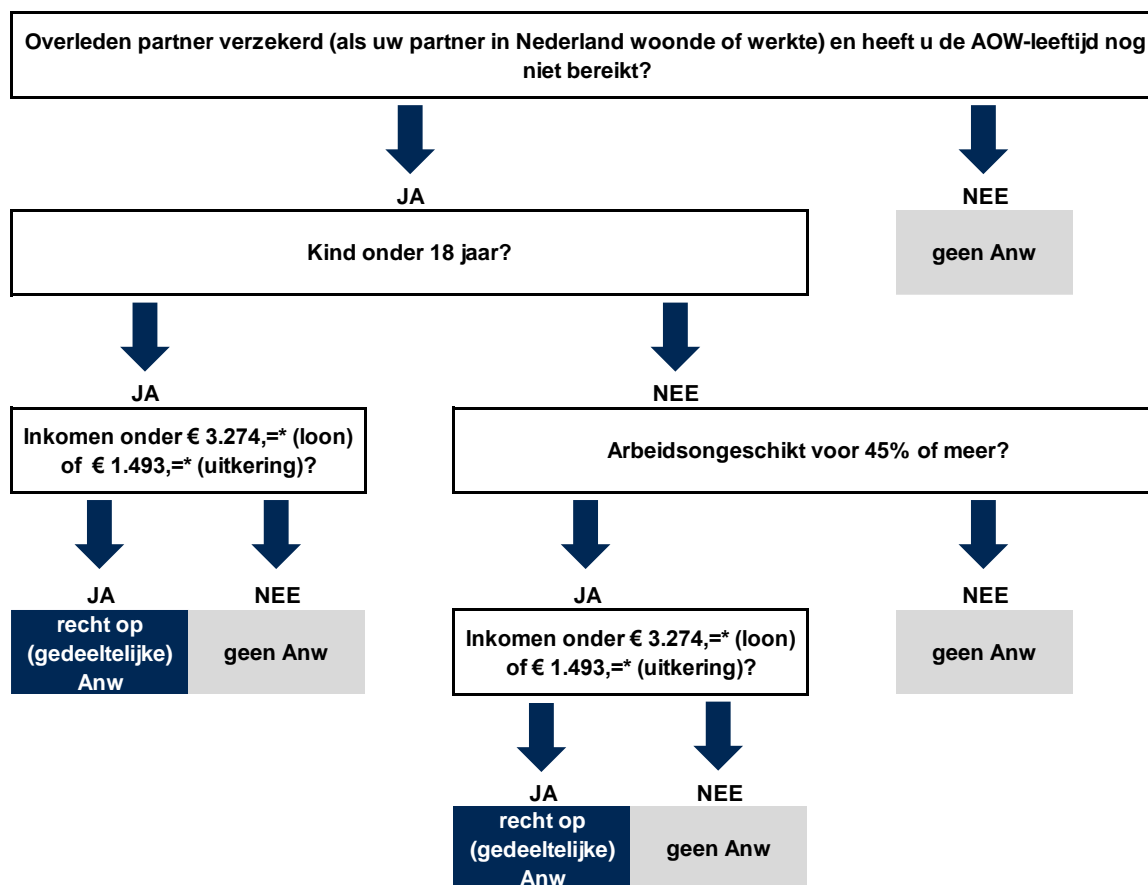 Overleden partner verzekerd (als uw partner in Nederland woonde of werkte) en heeft u de AOW-leeftijd nog
niet bereikt?
JA
NEE
Kind onder 18 jaar?
geen Anw
JA
NEE
Inkomen onder € 3.274,=* (loon)
of € 1.493,=* (uitkering)?
Arbeidsongeschikt voor 45% of meer?
JA
NEE
JA
NEE
recht op
(gedeeltelijke)
Anw
geen Anw
Inkomen onder € 3.274,=* (loon)
of € 1.493,=* (uitkering)?
geen Anw
JA
NEE
recht op
(gedeeltelijke)
Anw
geen Anw